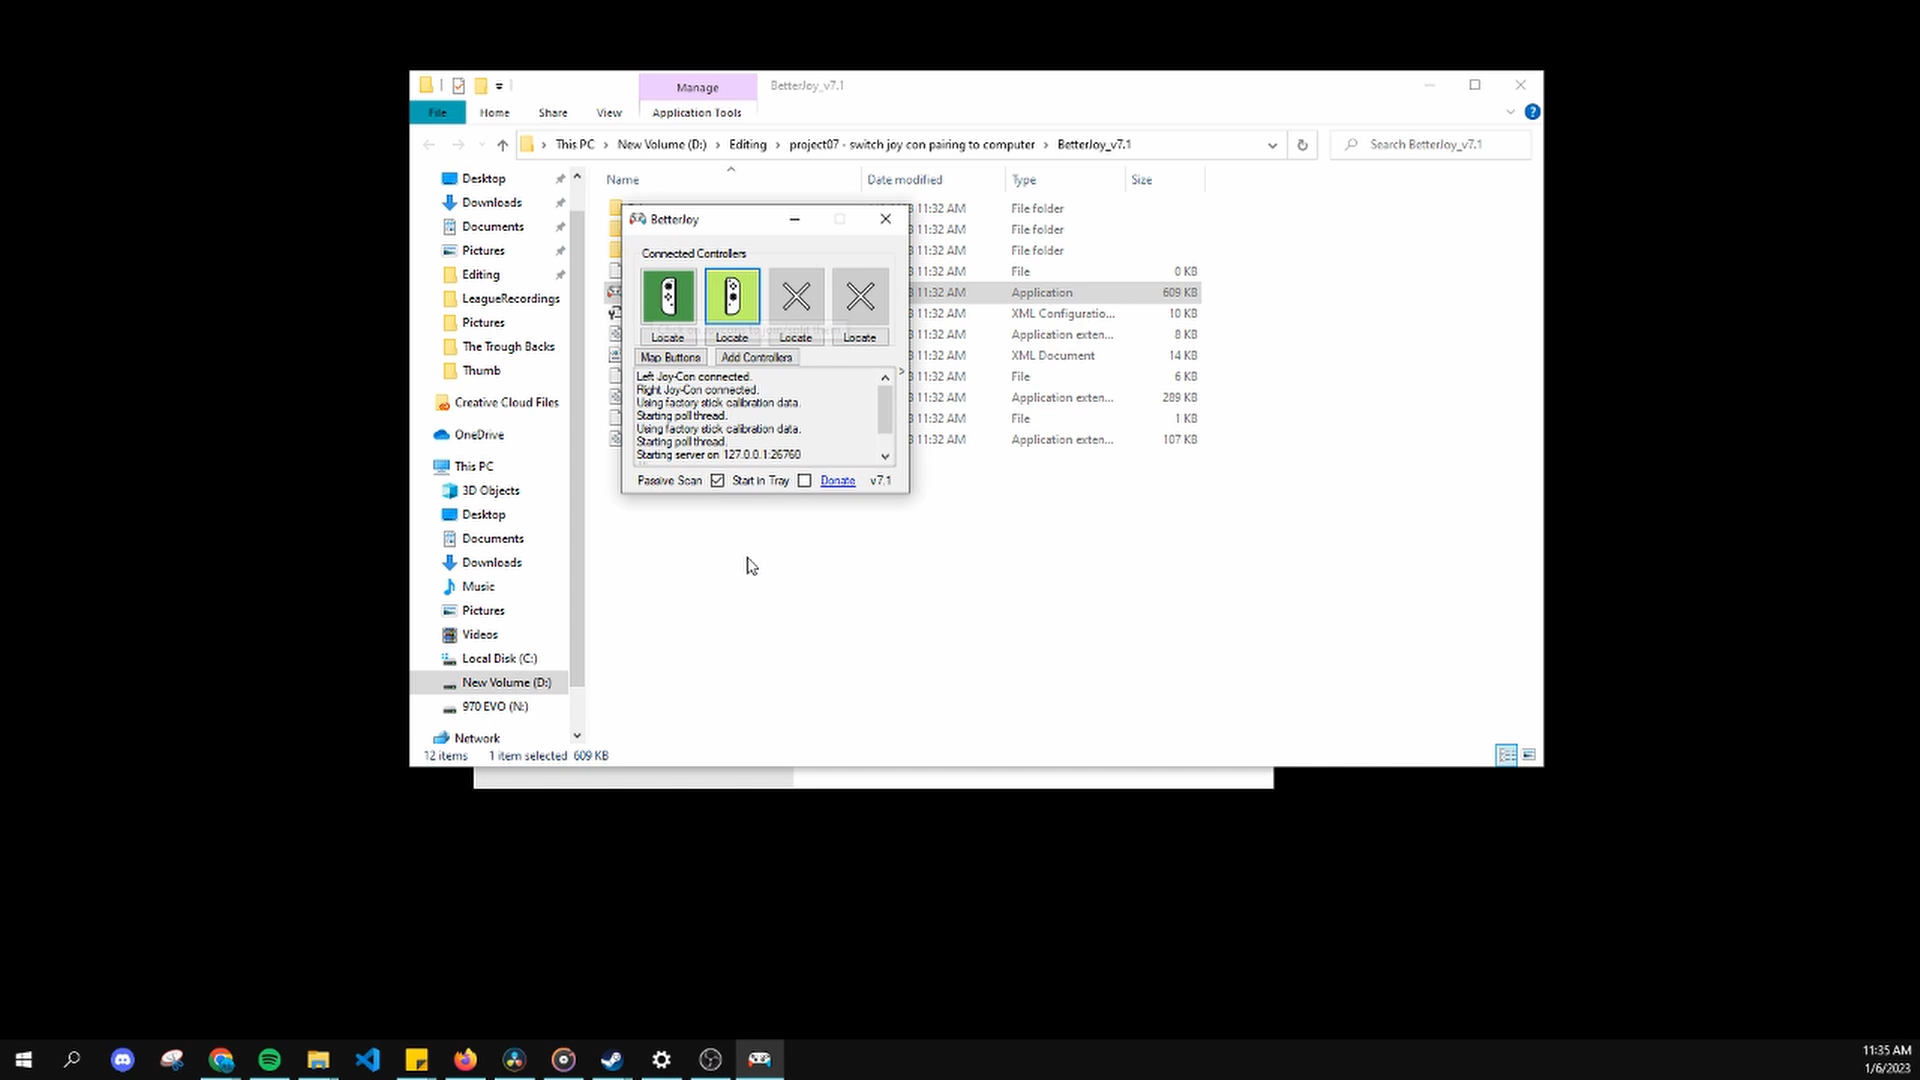 Manage
BetterJoy_v7.1
File
Home
Share
View
Application Tools
This PC
New Volume (D:)
Editing
project07 - switch joy con pairing to computer
BetterJoy_v7.1
Search BetterJoy_v7.1
Name
Date modified
Type
Size
Desktop
Downloads
Documents
Pictures
Editing
LeagueRecordings
Pictures
The Trough Backs
Thumb
Creative Cloud Files
OneDrive
This PC
3D Objects
Desktop
Documents
Downloads
Music
Pictures
Videos
Local Disk (C:)
New Volume (D:)
970 EVO (N:)
Network
11:32 AM File folder
11:32 AM File folder
11:32 AM File folder
11:32 AM File 0 KB
11:32 AM Application 609 KB
11:32 AM XML Configuratio... 10 KB
11:32 AM Application exten... 8 KB
11:32 AM XML Document 14 KB
11:32 AM File 6 KB
11:32 AM Application exten... 289 KB
11:32 AM File 1 KB
11:32 AM Application exten... 107 KB
BetterJoy
Connected Controllers
Locate Locate Locate Locate
Map Buttons Add Controllers
>
Left Joy-Con connected.
Right Joy-Con connected.
Using factory stick calibration data.
Starting poll thread.
Using factory stick calibration data.
Starting poll thread.
Starting server on 127.0.0.1:26760
Passive Scan Start in Tray Donate v7.1
12 items 1 item selected 609 KB
11:35 AM
1/6/2023